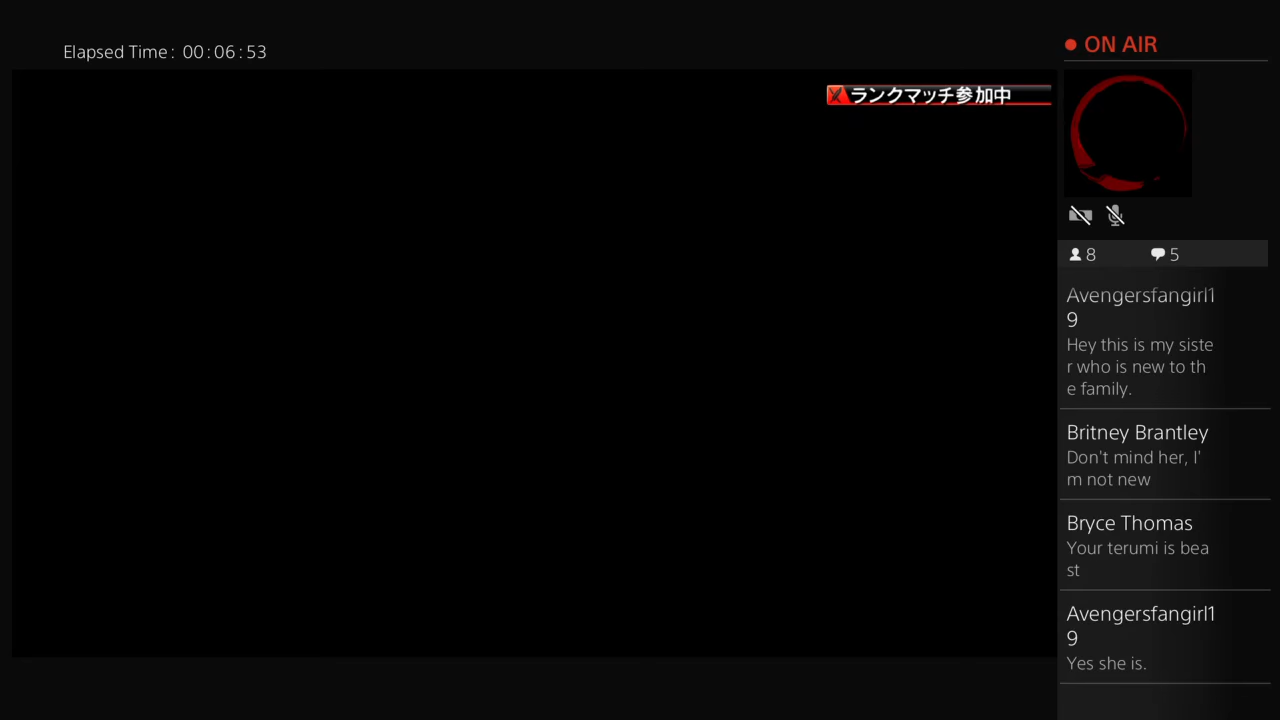 Elapsed Time: 00:06:53
ON AIR
ランクマッチ参加中
8
5
Avengersfangirl1
9
Hey this is my siste
r who is new to th
e family.
Britney Brantley
Don't mind her, I'
m not new
Bryce Thomas
Your terumi is bea
st
Avengersfangirl1
9
Yes she is.